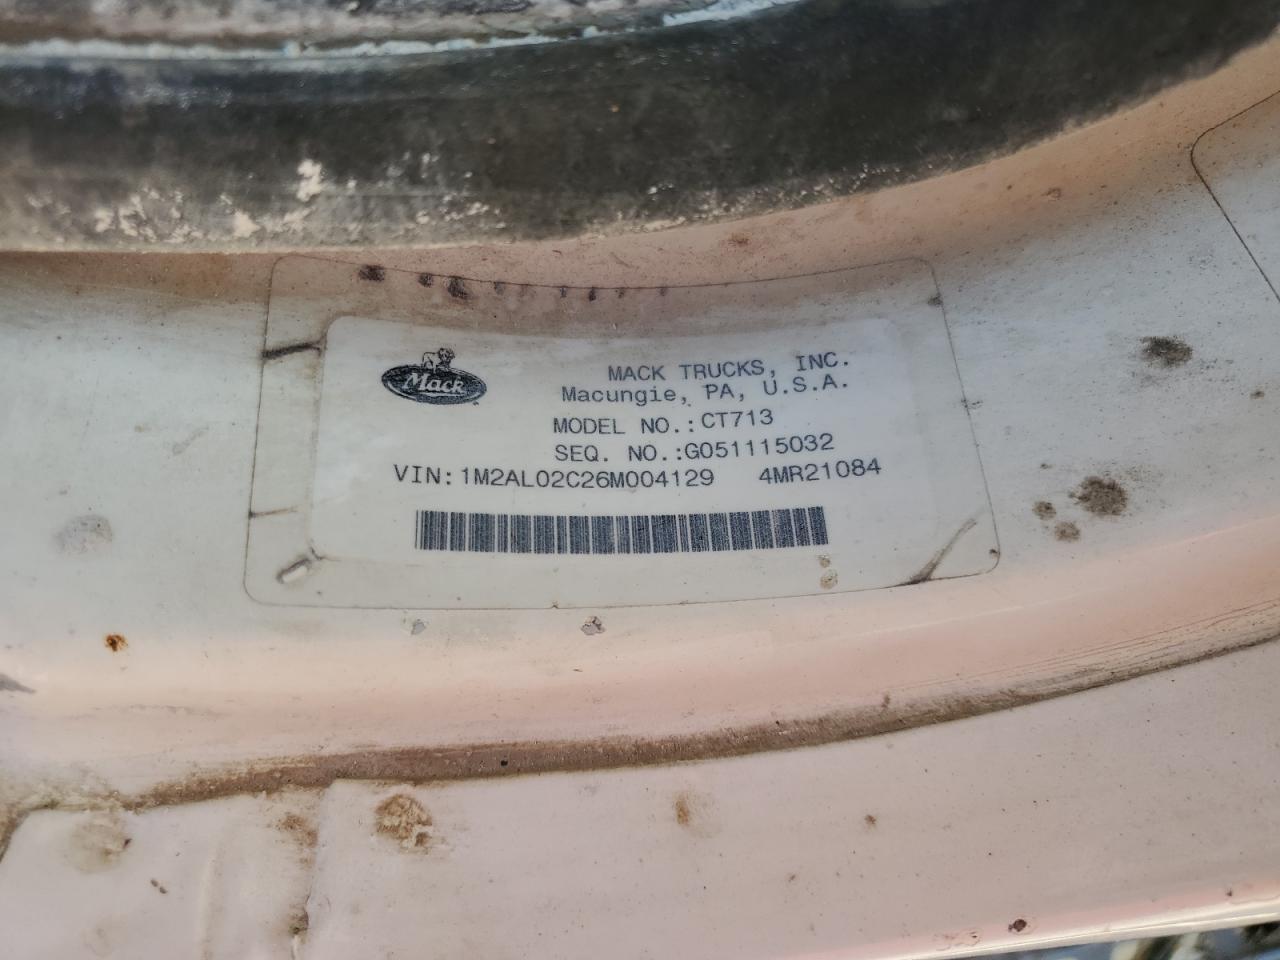 Mack
MACK TRUCKS, INC.
Macungie, PA, U.S.A.
MODEL NO.:CT713
SEQ. NO.:G051115032
VIN:1M2AL02C26M004129 4MR21084